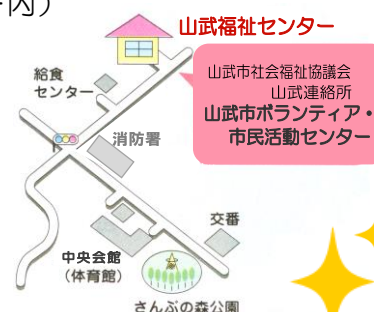 内）
山武福祉センター
山武市社会福祉協議会
山武連絡所
山武市ボランティア・
市民活動センター
給食
センター
消防署
交番
中央会館
（体育館）
さんぶの森公園